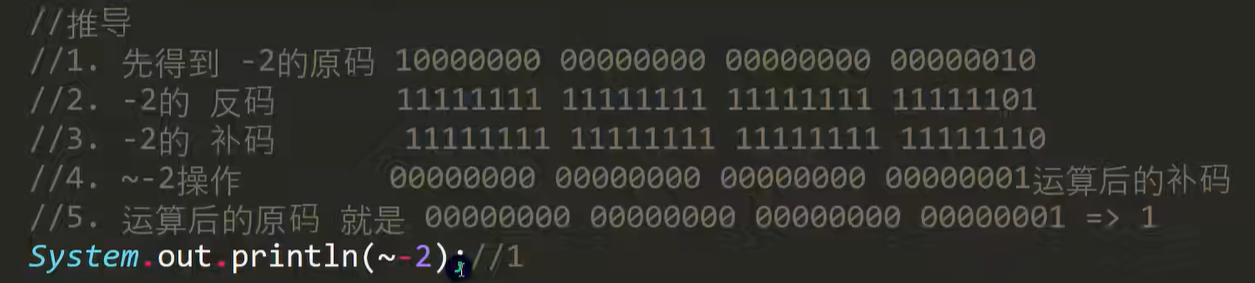 //推导
//1. 先得到 -2的原码 10000000 00000000 00000000 00000010
//2. -2的 反码 11111111 11111111 11111111 11111101
//3. -2的 补码 11111111 11111111 11111111 11111110
//4. ~-2操作 00000000 00000000 00000000 00000001运算后的补码
//5. 运算后的原码 就是 00000000 00000000 00000000 00000001 => 1
System.out.println(~-2);//1